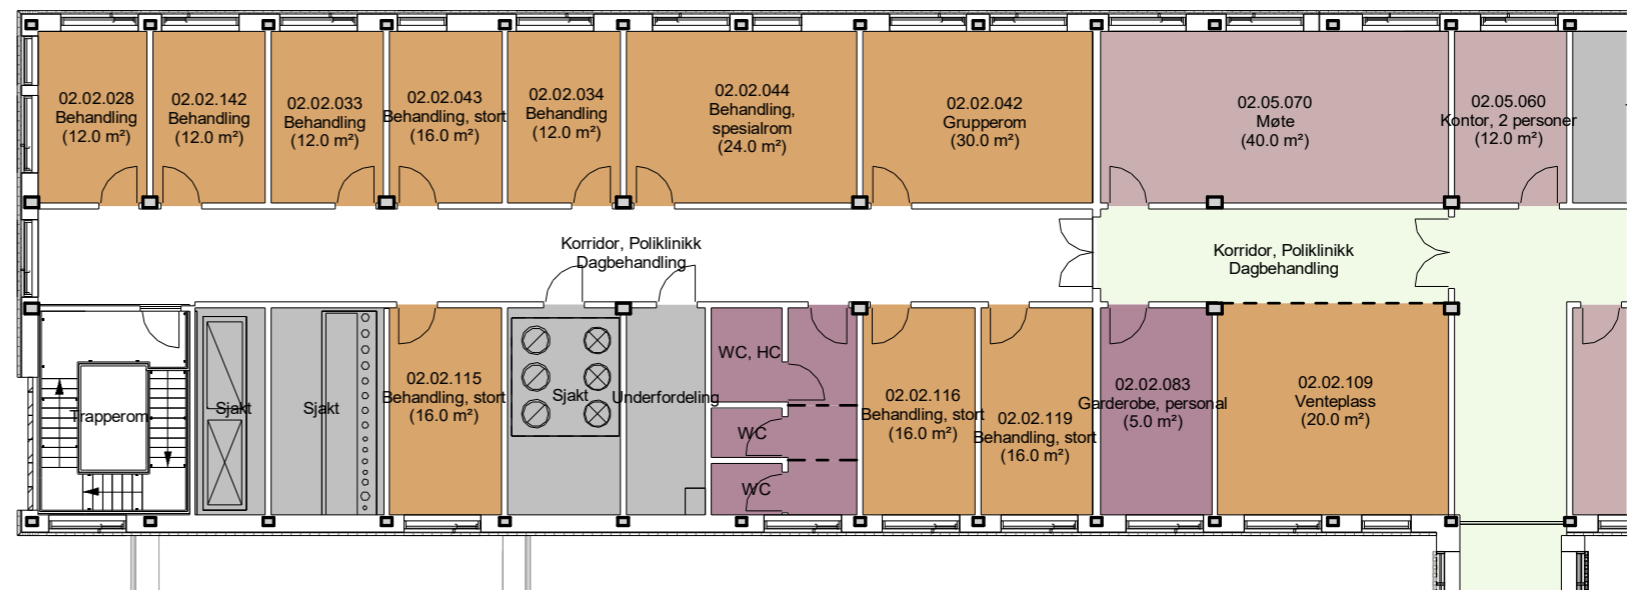 02.02.028
Behandling
(12.0 m²)
02.02.142
Behandling
(12.0 m²)
02.02.033
Behandling
(12.0 m²)
02.02.043
Behandling, stort
(16.0 m²)
02.02.034
Behandling
(12.0 m²)
02.02.044
Behandling,
spesialrom
(24.0 m²)
02.02.042
Grupperom
(30.0 m²)
02.05.070
Møte
(40.0 m²)
02.05.060
Kontor, 2 personer
(12.0 m²)
Korridor, Poliklinikk
Dagbehandling
Korridor, Poliklinikk
Dagbehandling
Trapperom
Sjakt
Sjakt
02.02.115
Behandling, stort
(16.0 m²)
Sjakt
Underfordeling
WC, HC
WC
WC
02.02.116
Behandling, stort
(16.0 m²)
02.02.119
Behandling, stort
(16.0 m²)
02.02.083
Garderobe, personal
(5.0 m²)
02.02.109
Venteplass
(20.0 m²)